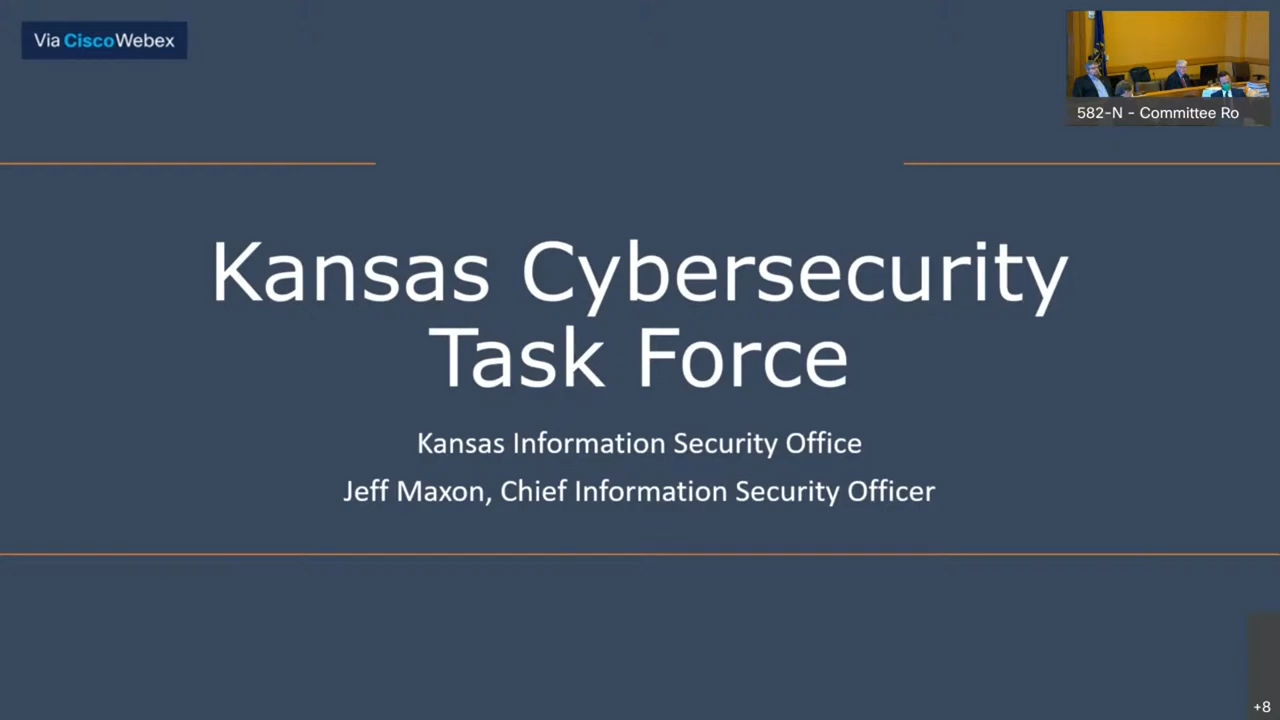 Via CiscoWebex
582-N - Committee Ro
Kansas Cybersecurity
Task Force
Kansas Information Security Office
Jeff Maxon, Chief Information Security Officer
+8